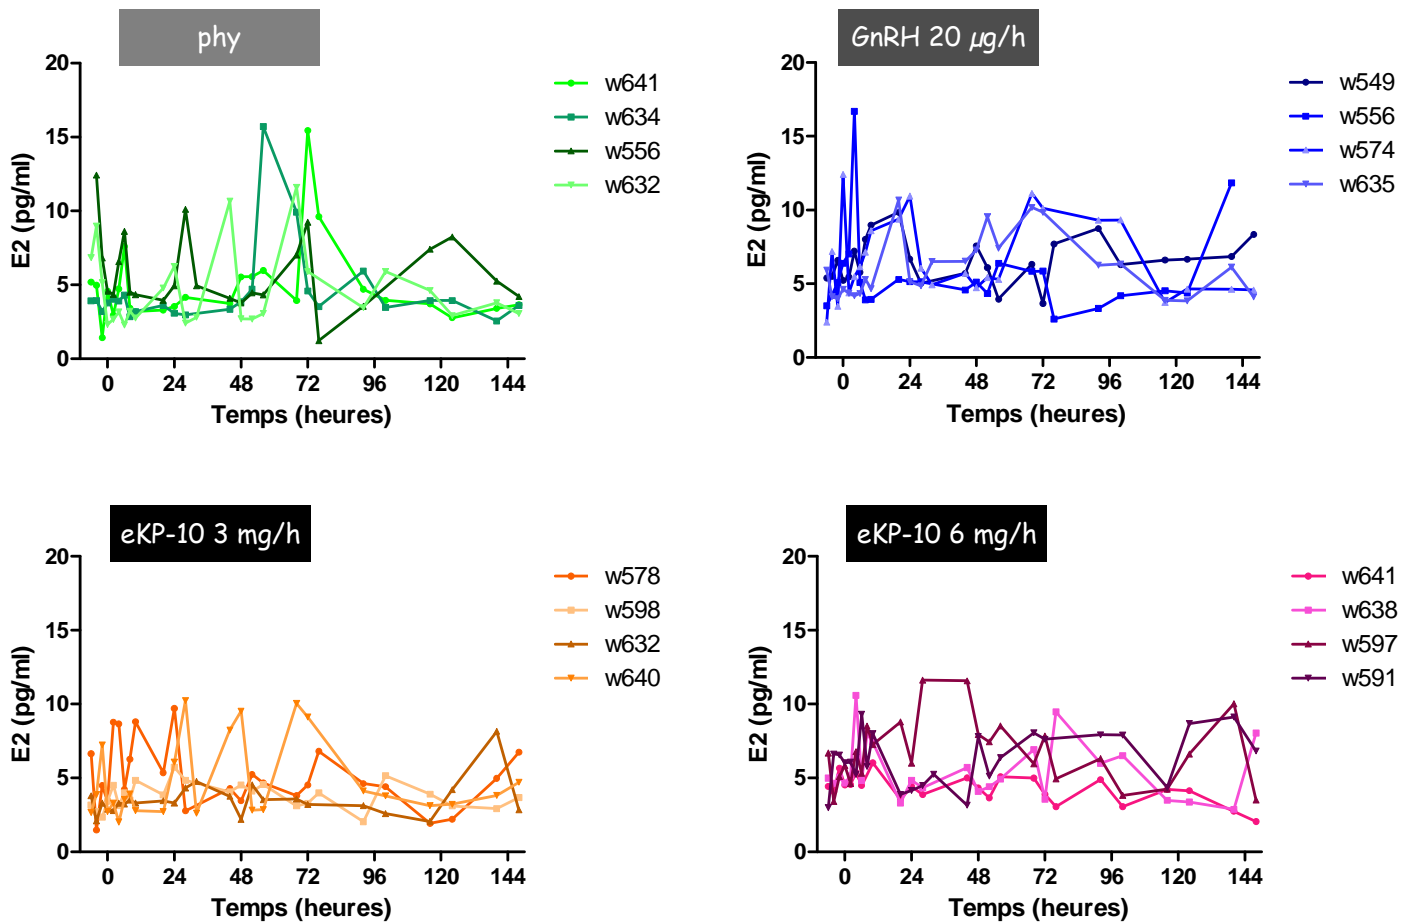 phy
20
15
10
5
0
E2 (pg/ml)
0 24 48 72 96 120 144
Temps (heures)
w641
w634
w556
w632
GnRH 20 µg/h
20
15
10
5
0
E2 (pg/ml)
0 24 48 72 96 120 144
Temps (heures)
w549
w556
w574
w635
eKP-10 3 mg/h
20
15
10
5
0
E2 (pg/ml)
0 24 48 72 96 120 144
Temps (heures)
w578
w598
w632
w640
eKP-10 6 mg/h
20
15
10
5
0
E2 (pg/ml)
0 24 48 72 96 120 144
Temps (heures)
w641
w638
w597
w591